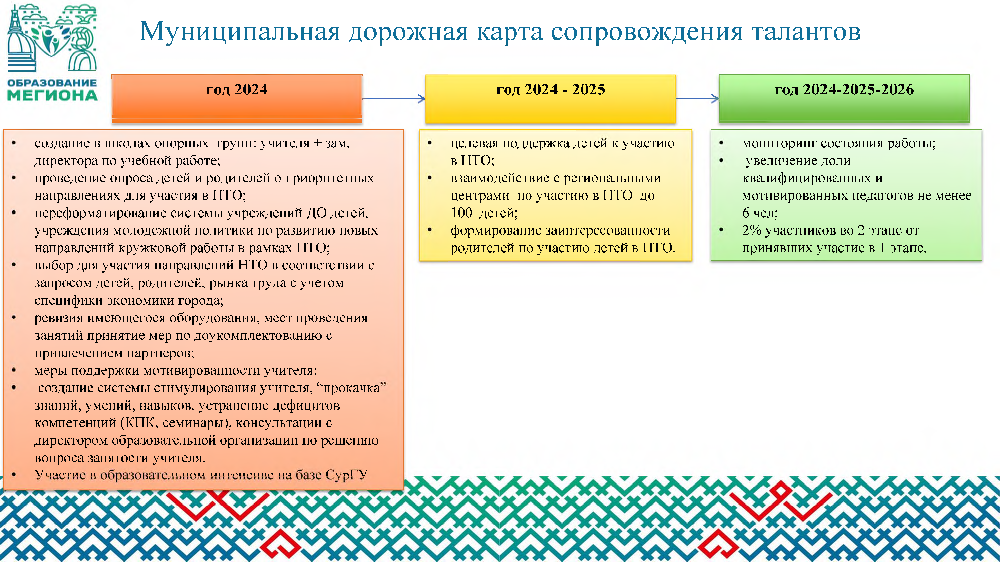 Муниципальная дорожная карта сопровождения талантов
ОБРАЗОВАНИЕ
МЕГИОНА
год 2024
год 2024 - 2025
год 2024-2025-2026
• создание в школах опорных групп: учителя + зам.
директора по учебной работе;
• проведение опроса детей и родителей о приоритетных
направлениях для участия в НТО;
• переформатирование системы учреждений ДО детей,
учреждения молодежной политики по развитию новых
направлений кружковой работы в рамках НТО;
• выбор для участия направлений НТО в соответствии с
запросом детей, родителей, рынка труда с учетом
специфики экономики города;
• ревизия имеющегося оборудования, мест проведения
занятий принятие мер по доукомплектованию с
привлечением партнеров;
• меры поддержки мотивированности учителя:
• создание системы стимулирования учителя, “прокачка”
знаний, умений, навыков, устранение дефицитов
компетенций (КПК, семинары), консультации с
директором образовательной организации по решению
вопроса занятости учителя.
• Участие в образовательном интенсиве на базе СурГУ
• целевая поддержка детей к участию
в НТО;
• взаимодействие с региональными
центрами по участию в НТО до
100 детей;
• формирование заинтересованности
родителей по участию детей в НТО.
• мониторинг состояния работы;
• увеличение доли
квалифицированных и
мотивированных педагогов не менее
6 чел;
• 2% участников во 2 этапе от
принявших участие в 1 этапе.